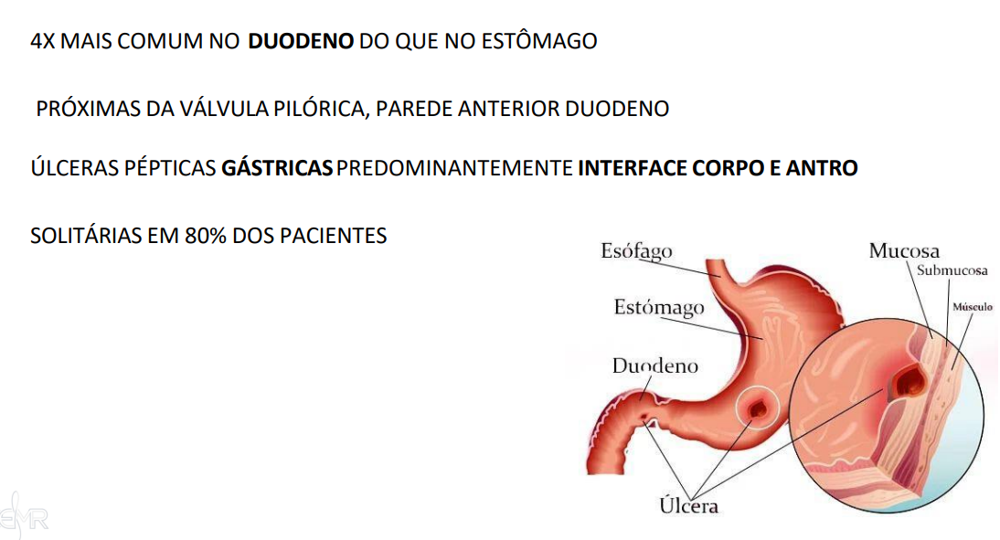 4X MAIS COMUM NO DUODENO DO QUE NO ESTÔMAGO
PRÓXIMAS DA VÁLVULA PILÓRICA, PAREDE ANTERIOR DUODENO
ÚLCERAS PÉPTICAS GÁSTRICAS PREDOMINANTEMENTE INTERFACE CORPO E ANTRO
SOLITÁRIAS EM 80% DOS PACIENTES
Esófago
Mucosa
Submucosa
Estómago
Músculo
Duodeno
Úlcera